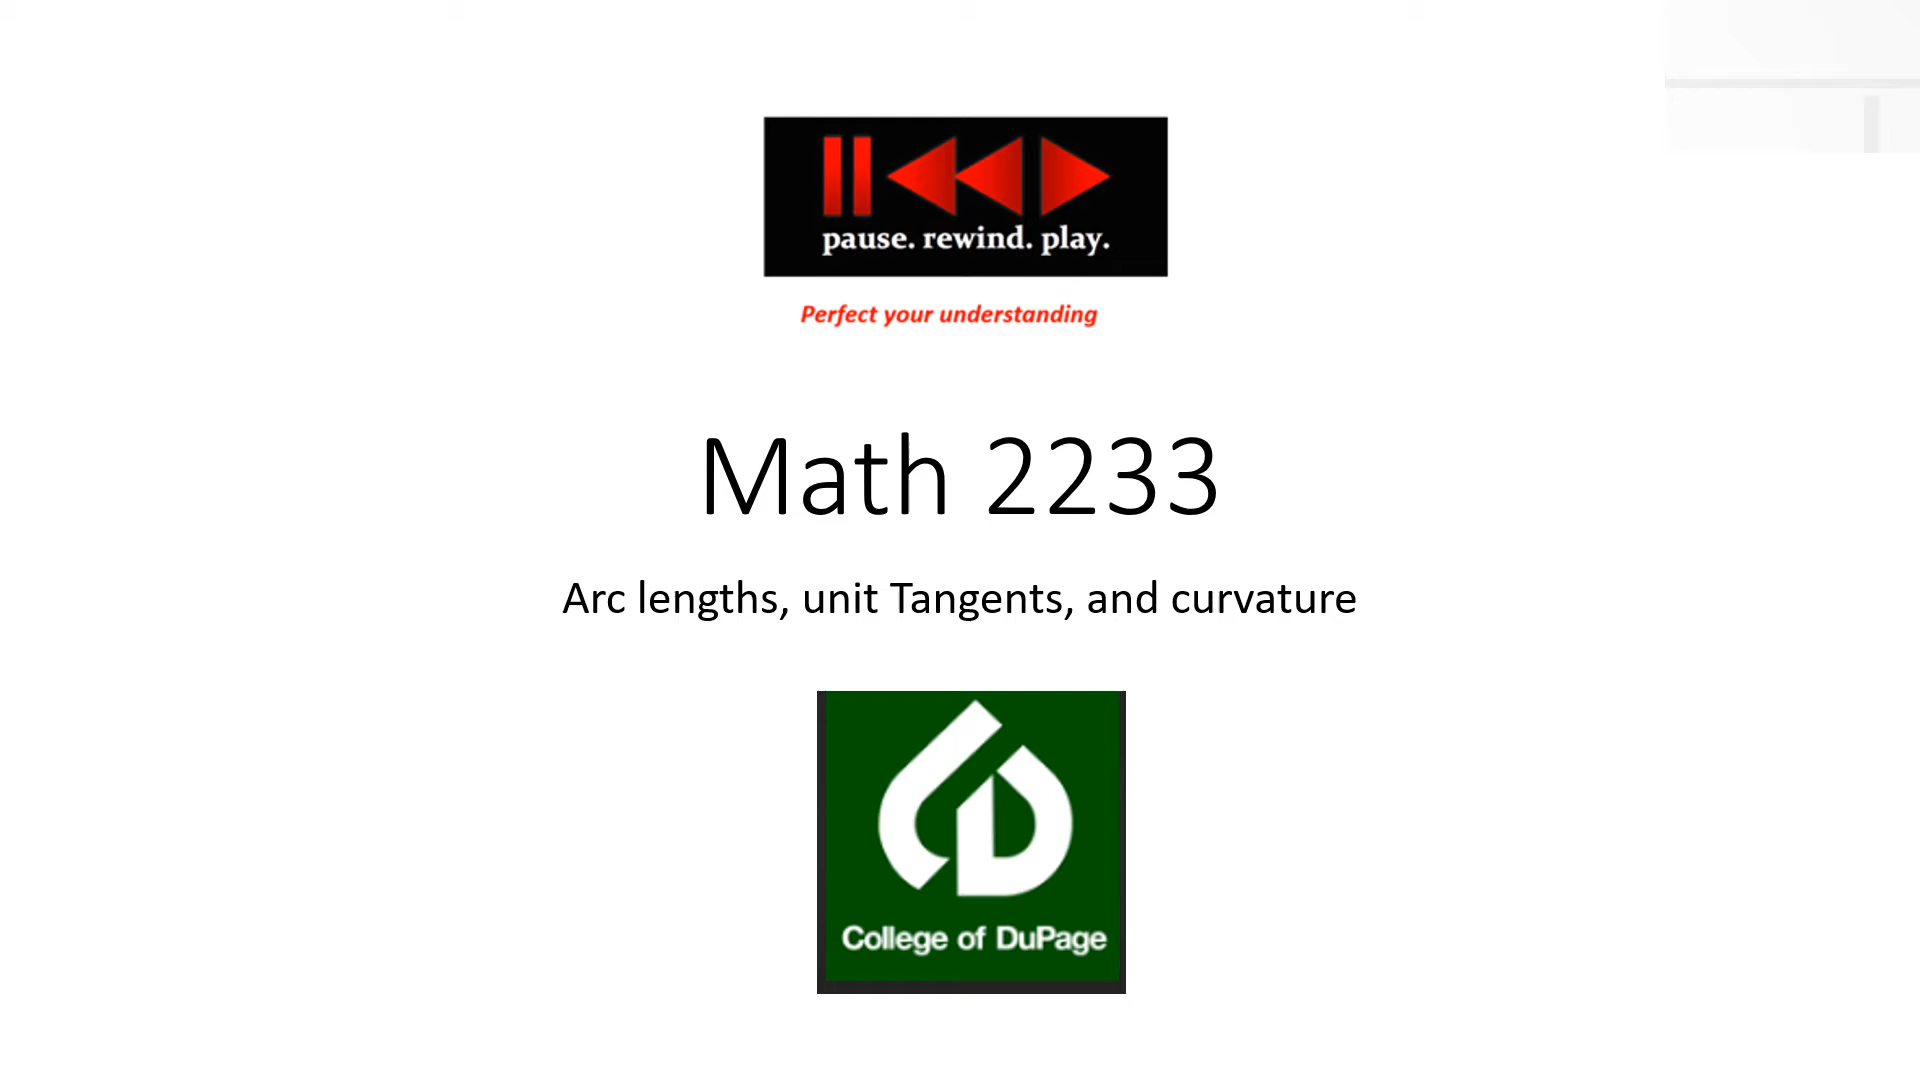 pause. rewind. play.
Perfect your understanding
Math 2233
Arc lengths, unit Tangents, and curvature
College of DuPage